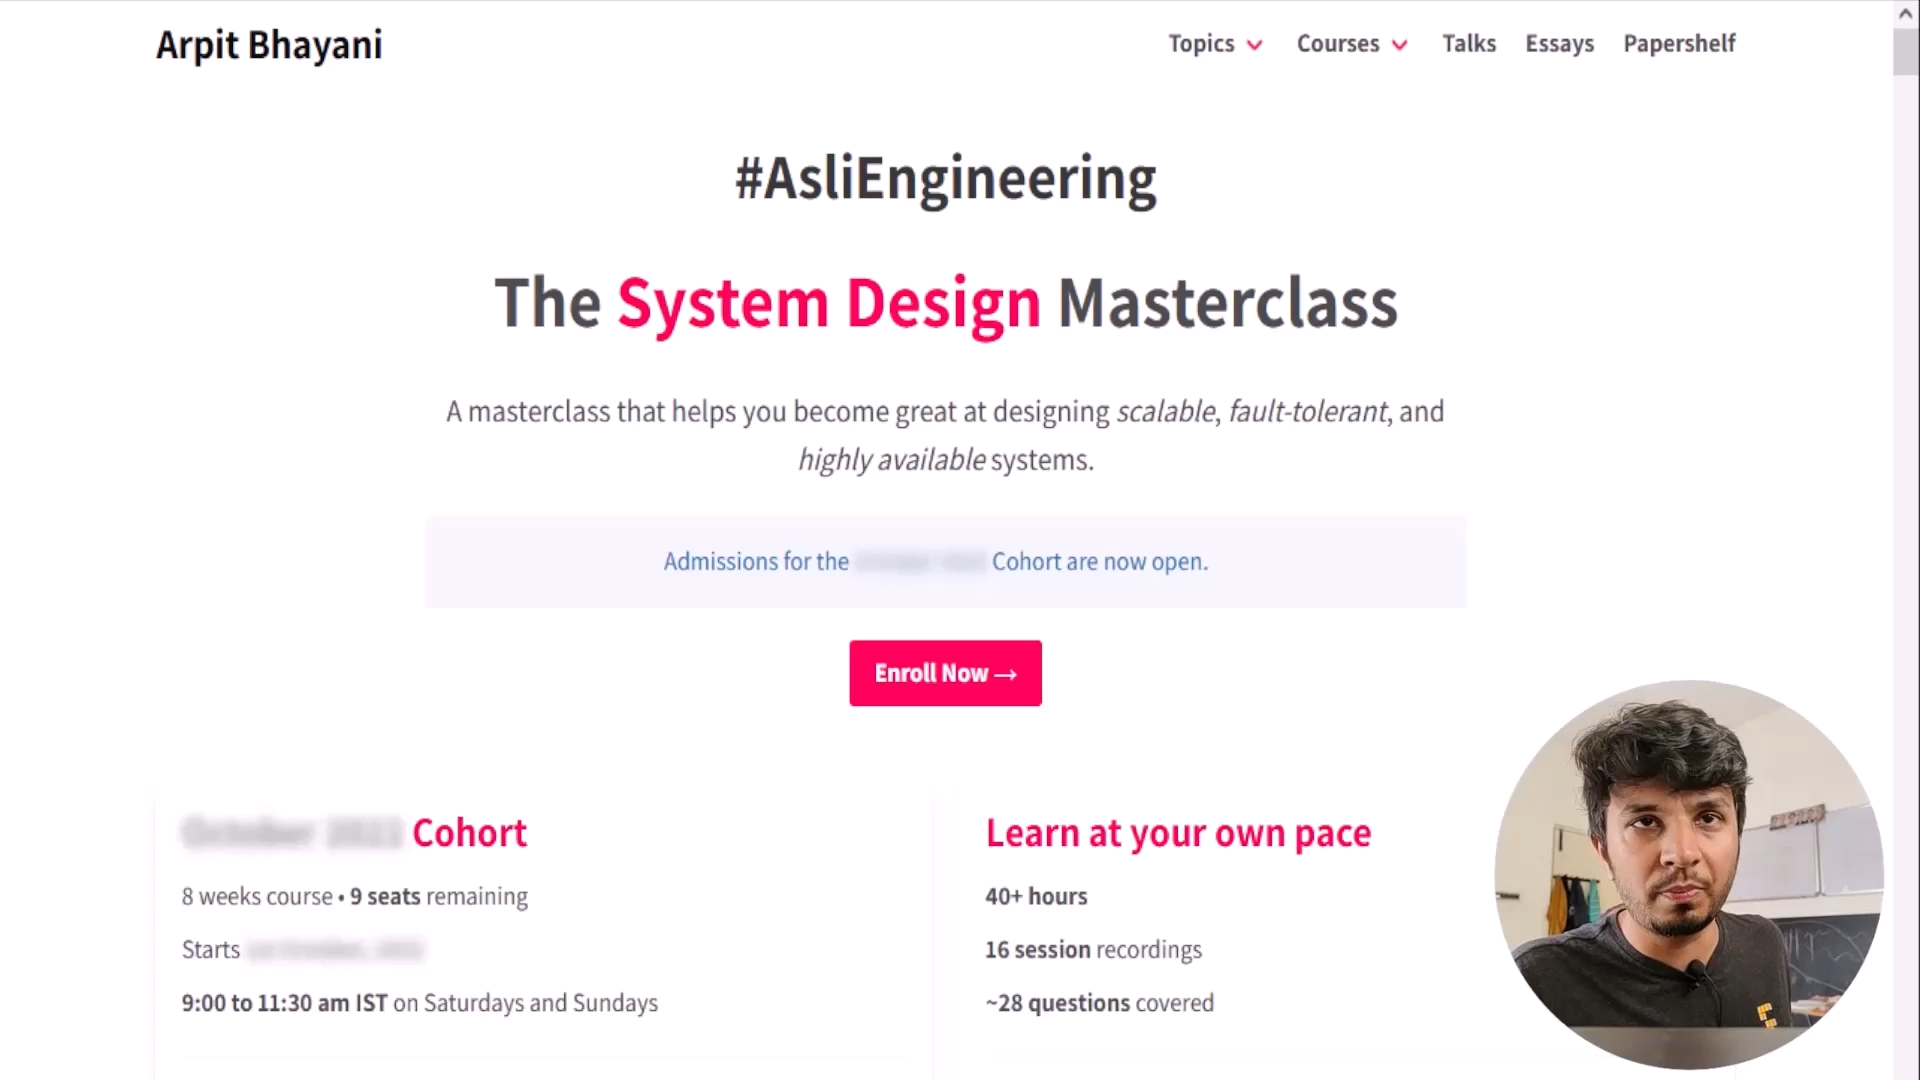 Arpit Bhayani
Topics Courses Talks Essays Papershelf
#AsliEngineering
The System Design Masterclass
A masterclass that helps you become great at designing scalable, fault-tolerant, and
highly available systems.
Admissions for the Cohort are now open.
Enroll Now →
Cohort
8 weeks course • 9 seats remaining
Starts
9:00 to 11:30 am IST on Saturdays and Sundays
Learn at your own pace
40+ hours
16 session recordings
~28 questions covered